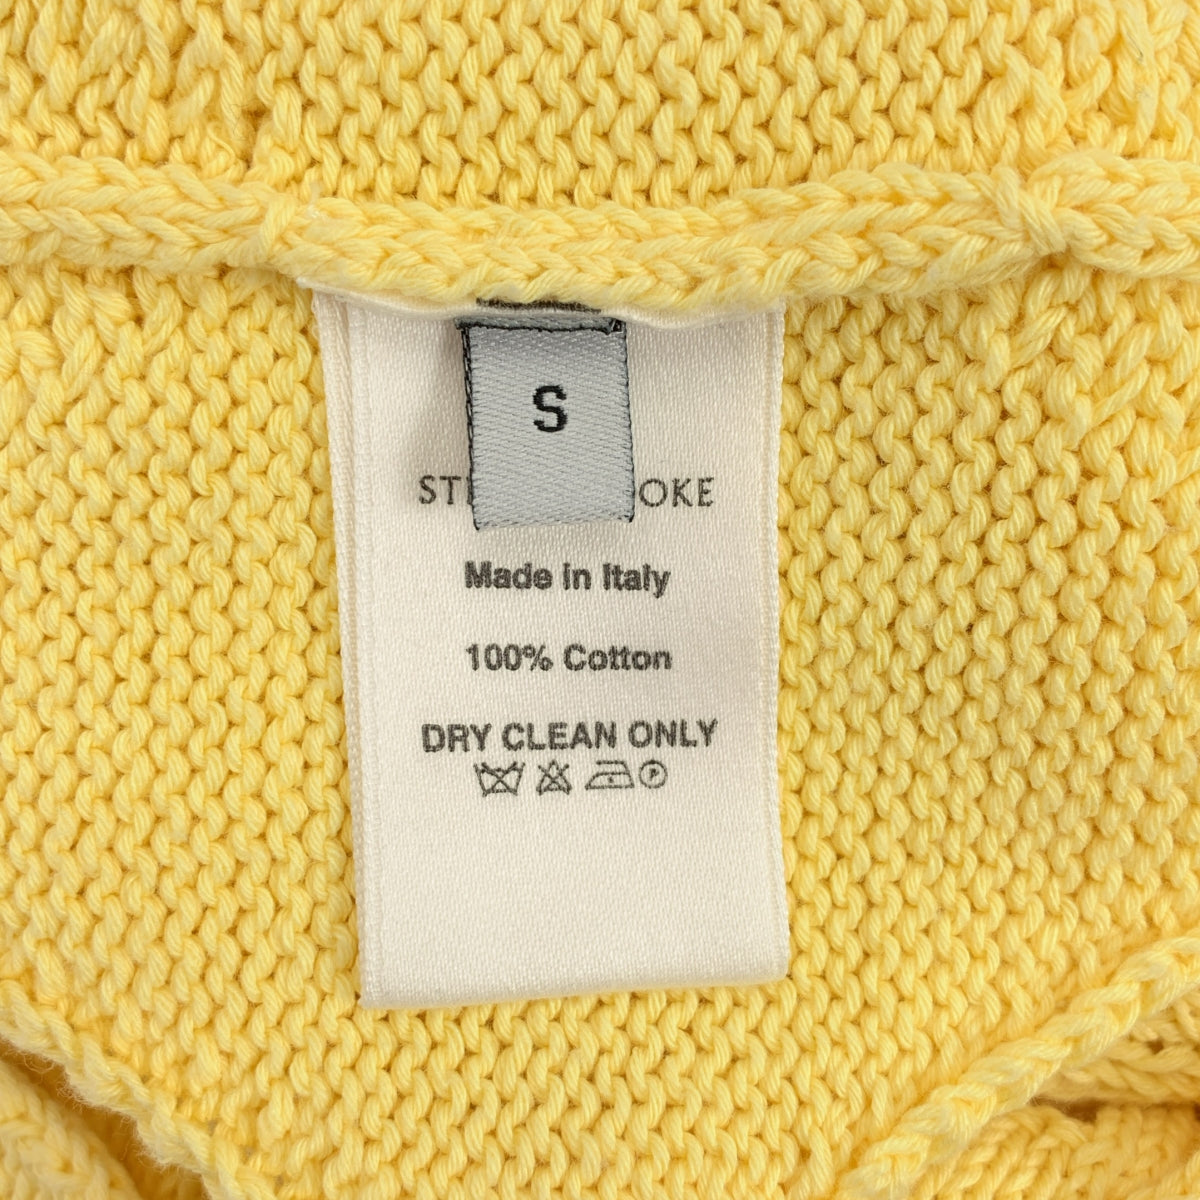 S
Made in Italy
100% Cotton
DRY CLEAN ONLY
P